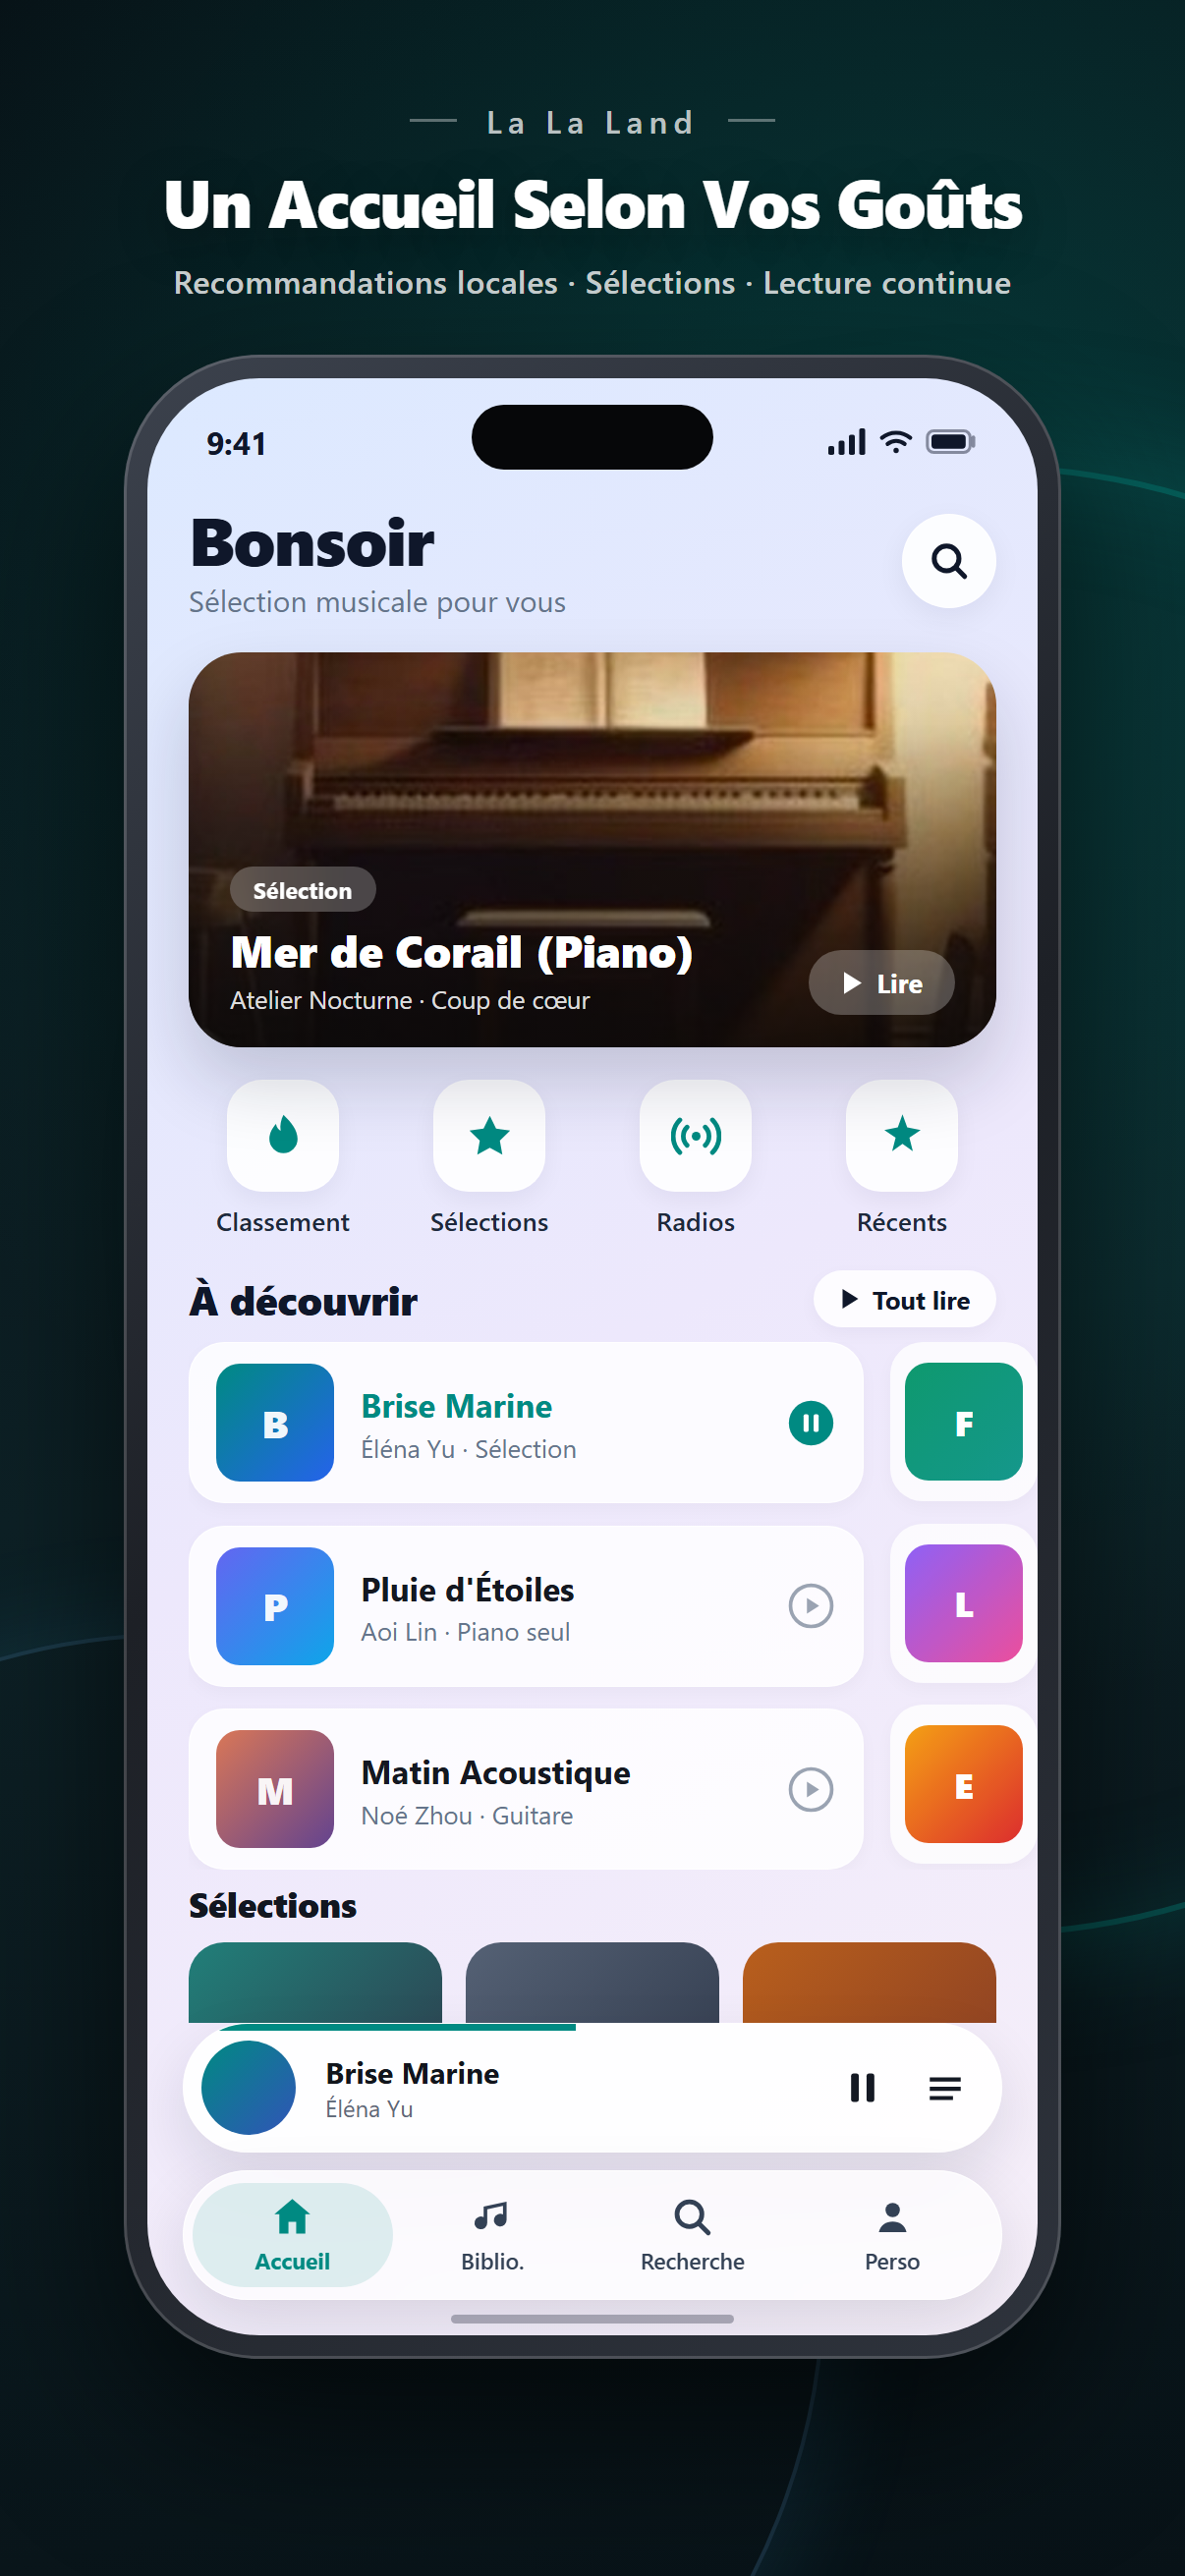 La La Land
Un Accueil Selon Vos Goûts
Recommandations locales · Sélections · Lecture continue
9:41
Bonsoir
Sélection musicale pour vous
Sélection
Mer de Corail (Piano)
Atelier Nocturne · Coup de cœur
Lire
Classement
Sélections
Radios
Récents
À découvrir
Tout lire
B
Brise Marine
Éléna Yu · Sélection
F
P
Pluie d'Étoiles
Aoi Lin · Piano seul
L
M
Matin Acoustique
Noé Zhou · Guitare
E
Sélections
Brise Marine
Éléna Yu
Accueil
Biblio.
Recherche
Perso